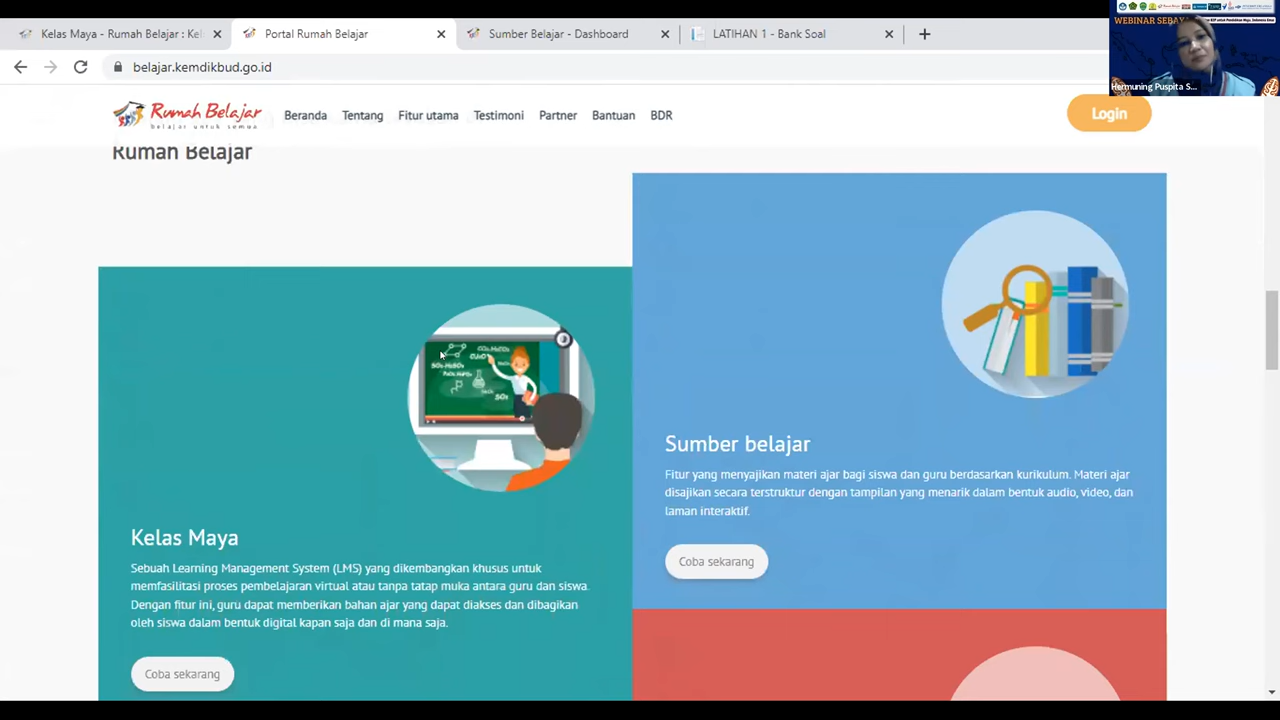 WEBINAR SEBAYA
Hermuning Puspita S...
Kelas Maya - Rumah Belajar : Kel
Portal Rumah Belajar
Sumber Belajar - Dashboard
LATIHAN 1 - Bank Soal
belajar.kemdikbud.go.id
Rumah Belajar
belajar untuk semua
Beranda
Tentang
Fitur utama
Testimoni
Partner
Bantuan
BDR
Login
Rumah Belajar
Sumber belajar
Fitur yang menyajikan materi ajar bagi siswa dan guru berdasarkan kurikulum. Materi ajar
disajikan secara terstruktur dengan tampilan yang menarik dalam bentuk audio, video, dan
laman interaktif.
Coba sekarang
Kelas Maya
Sebuah Learning Management System (LMS) yang dikembangkan khusus untuk
memfasilitasi proses pembelajaran virtual atau tanpa tatap muka antara guru dan siswa.
Dengan fitur ini, guru dapat memberikan bahan ajar yang dapat diakses dan dibagikan
oleh siswa dalam bentuk digital kapan saja dan di mana saja.
Coba sekarang